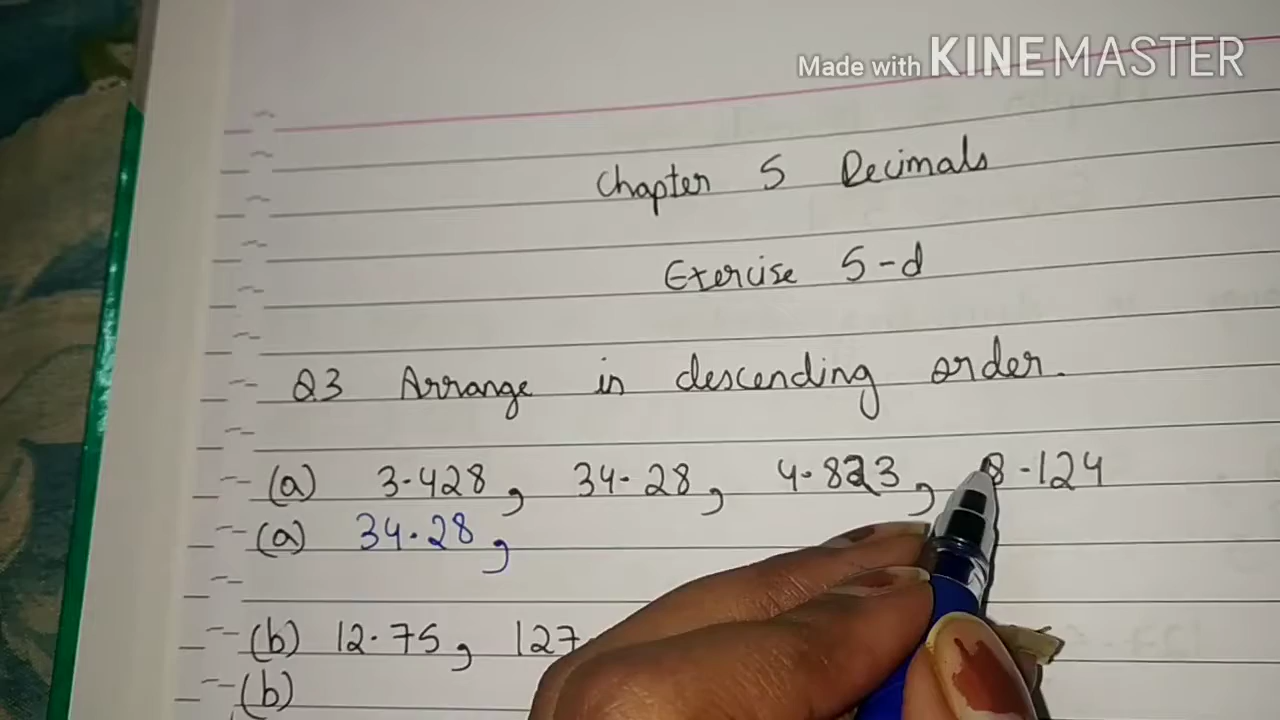 Made with KINEMASTER
Chapter 5 Decimals
Exercise 5-d
Q3 Arrange in descending order.
(a) 3.428, 34.28, 4.823, 8.124
(a) 34.28,
(b) 12.75, 127
(b)